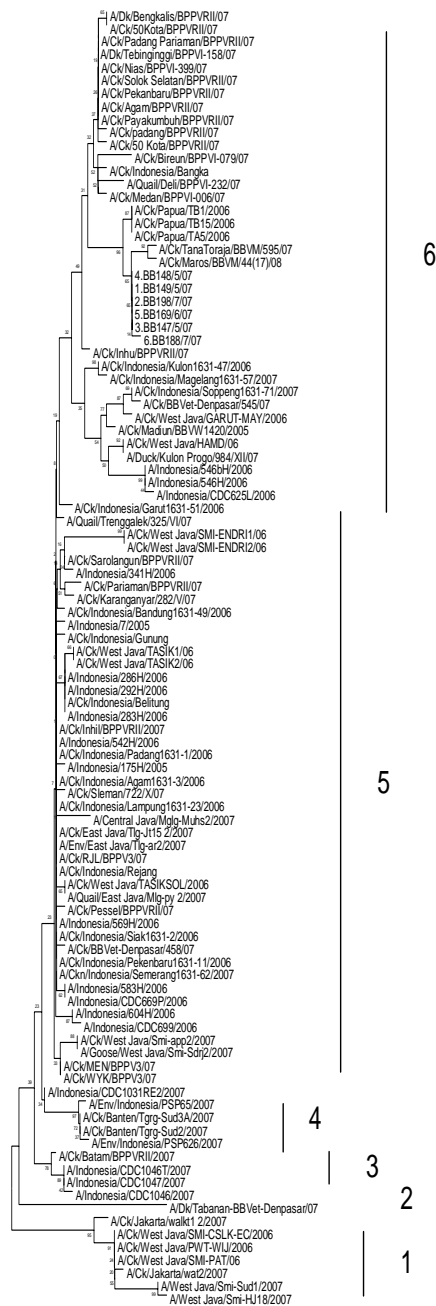 A/Dk/Bengkalis/BPPVRII/07
A/Ck/50Kota/BPPVRII/07
A/Ck/Padang Pariaman/BPPVRII/07
A/Dk/Tebinginggi/BPPVI-158/07
A/Ck/Nias/BPPVI-399/07
A/Ck/Solok Selatan/BPPVRII/07
A/Ck/Pekanbaru/BPPVRII/07
A/Ck/Agam/BPPVRII/07
A/Ck/Payakumbuh/BPPVRII/07
A/Ck/padang/BPPVRII/07
A/Ck/50 Kota/BPPVRII/07
A/Ck/Bireun/BPPVI-079/07
A/Ck/Indonesia/Bangka
A/Quail/Deli/BPPVI-232/07
A/Ck/Medan/BPPVI-006/07
A/Ck/Papua/TB1/2006
A/Ck/Papua/TB15/2006
A/Ck/Papua/TA5/2006
A/Ck/TanaToraja/BBVM/595/07
A/Ck/Maros/BBVM/44(17)/08
4.BB148/5/07
1.BB149/5/07
2.BB198/7/07
5.BB169/6/07
3.BB147/5/07
6.BB188/7/07
A/Ck/Inhu/BPPVRII/07
A/Ck/Indonesia/Kulon1631-47/2006
A/Ck/Indonesia/Magelang1631-57/2007
A/Ck/Indonesia/Soppeng1631-71/2007
A/Ck/BBVet-Denpasar/545/07
A/Ck/West Java/GARUT-MAY/2006
A/Ck/Madiun/BBVW1420/2005
A/Ck/West Java/HAMD/06
A/Duck/Kulon Progo/984/XII/07
A/Indonesia/546bH/2006
A/Indonesia/546H/2006
A/Indonesia/CDC625L/2006
A/Ck/Indonesia/Garut1631-51/2006
6
A/Quail/Trenggalek/325/VI/07
A/Ck/West Java/SMI-ENDRI1/06
A/Ck/West Java/SMI-ENDRI2/06
A/Ck/Sarolangun/BPPVRII/07
A/Indonesia/341H/2006
A/Ck/Pariaman/BPPVRII/07
A/Ck/Karanganyar/282/V/07
A/Ck/Indonesia/Bandung1631-49/2006
A/Indonesia/7/2005
A/Ck/Indonesia/Gunung
A/Ck/West Java/TASIK1/06
A/Ck/West Java/TASIK2/06
A/Indonesia/286H/2006
A/Indonesia/292H/2006
A/Ck/Indonesia/Belitung
A/Indonesia/283H/2006
A/Ck/Inhil/BPPVRII/2007
A/Indonesia/542H/2006
A/Ck/Indonesia/Padang1631-1/2006
A/Indonesia/175H/2005
A/Ck/Indonesia/Agam1631-3/2006
A/Ck/Sleman/722/X/07
A/Ck/Indonesia/Lampung1631-23/2006
A/Central Java/Mglg-Muhs2/2007
A/Ck/East Java/Tlg-Jt15 2/2007
A/Env/East Java/Tlg-ar2/2007
A/Ck/RJL/BPPV3/07
A/Ck/Indonesia/Rejang
A/Ck/West Java/TASIKSOL/2006
A/Quail/East Java/Mlg-py 2/2007
A/Ck/Pessel/BPPVRII/07
A/Indonesia/569H/2006
A/Ck/Indonesia/Siak1631-2/2006
A/Ck/BBVet-Denpasar/458/07
A/Ck/Indonesia/Pekenbaru1631-11/2006
A/Ckn/Indonesia/Semerang1631-62/2007
A/Indonesia/583H/2006
A/Indonesia/CDC669P/2006
A/Indonesia/604H/2006
A/Indonesia/CDC699/2006
A/Ck/West Java/Smi-app2/2007
A/Goose/West Java/Smi-Sdrj2/2007
A/Ck/MEN/BPPV3/07
A/Ck/WYK/BPPV3/07
5
A/Indonesia/CDC1031RE2/2007
A/Env/Indonesia/PSP65/2007
A/Ck/Banten/Tgrg-Sud3A/2007
A/Ck/Banten/Tgrg-Sud2/2007
A/Env/Indonesia/PSP626/2007
4
A/Ck/Batam/BPPVRII/2007
A/Indonesia/CDC1046T/2007
A/Indonesia/CDC1047/2007
A/Indonesia/CDC1046/2007
3
A/Dk/Tabanan-BBVet-Denpasar/07
2
A/Ck/Jakarta/walkt1 2/2007
A/Ck/West Java/SMI-CSLK-EC/2006
A/Ck/West Java/PWT-WIJ/2006
A/Ck/West Java/SMI-PAT/06
A/Ck/Jakarta/wat2/2007
A/West Java/Smi-Sud1/2007
A/West Java/Smi-HJ18/2007
1